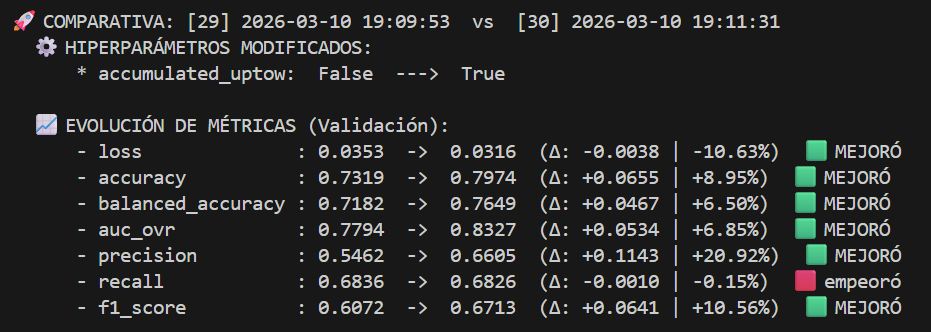 🚀 COMPARATIVA: [29] 2026-03-10 19:09:53  vs  [30] 2026-03-10 19:11:31
⚙️ HIPERPARÁMETROS MODIFICADOS:
* accumulated_uptow:  False  --->  True
📈 EVOLUCIÓN DE MÉTRICAS (Validación):
- loss              : 0.0353  ->  0.0316  (Δ: -0.0038 | -10.63%)  🟩 MEJORÓ
- accuracy          : 0.7319  ->  0.7974  (Δ: +0.0655 | +8.95%)  🟩 MEJORÓ
- balanced_accuracy : 0.7182  ->  0.7649  (Δ: +0.0467 | +6.50%)  🟩 MEJORÓ
- auc_ovr           : 0.7794  ->  0.8327  (Δ: +0.0534 | +6.85%)  🟩 MEJORÓ
- precision         : 0.5462  ->  0.6605  (Δ: +0.1143 | +20.92%)  🟩 MEJORÓ
- recall            : 0.6836  ->  0.6826  (Δ: -0.0010 | -0.15%)  🟥 empeoró
- f1_score          : 0.6072  ->  0.6713  (Δ: +0.0641 | +10.56%)  🟩 MEJORÓ